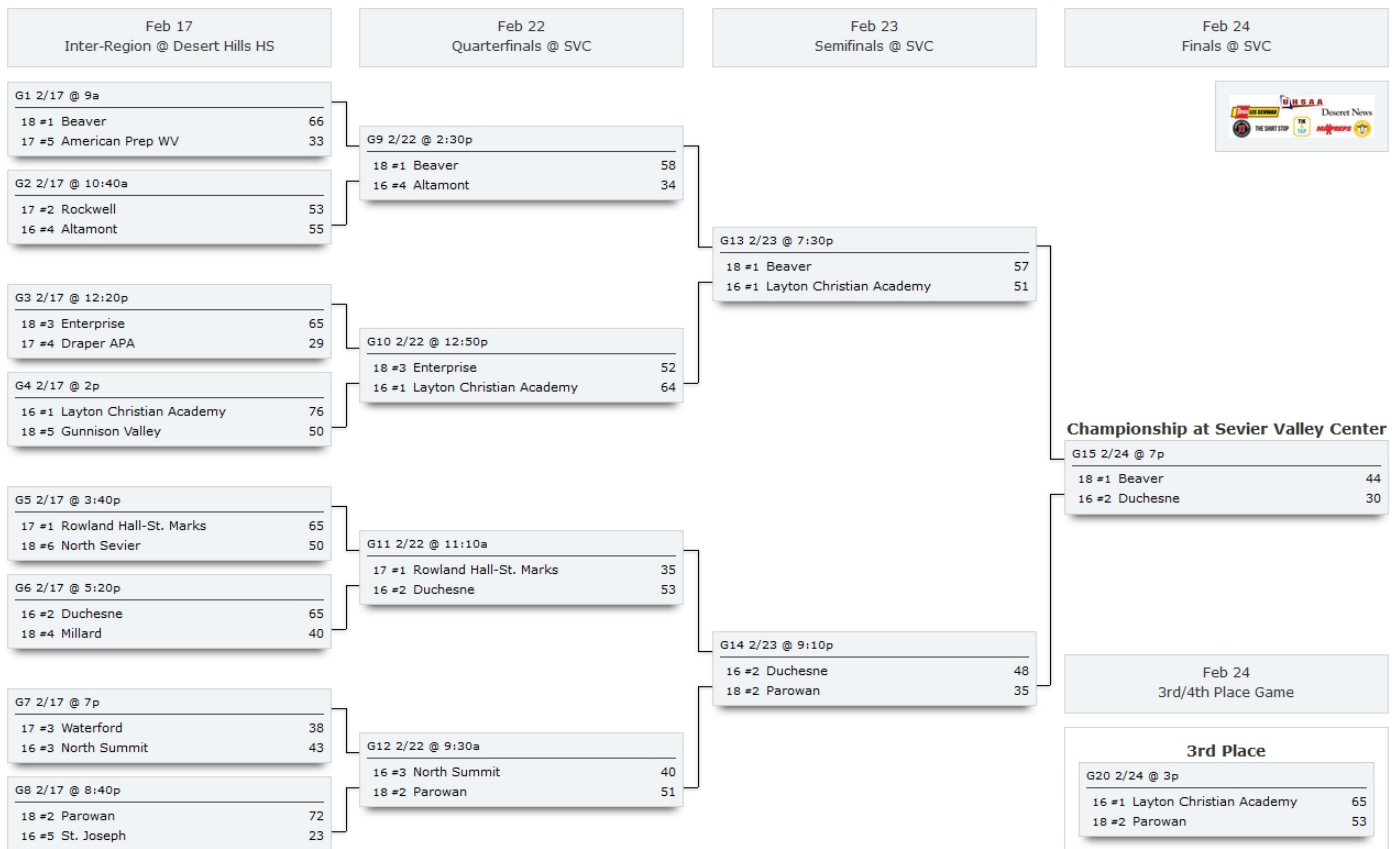 Feb 17
Inter-Region @ Desert Hills HS
Feb 22
Quarterfinals @ SVC
Feb 23
Semifinals @ SVC
Feb 24
Finals @ SVC
UHSAA
LES SCHWAB
Deseret News
THE SHIRT STOP
MAXPREPS
G1 2/17 @ 9a
18 #1 Beaver 66
17 #5 American Prep WV 33
G2 2/17 @ 10:40a
17 #2 Rockwell 53
16 #4 Altamont 55
G3 2/17 @ 12:20p
18 #3 Enterprise 65
17 #4 Draper APA 29
G4 2/17 @ 2p
16 #1 Layton Christian Academy 76
18 #5 Gunnison Valley 50
G5 2/17 @ 3:40p
17 #1 Rowland Hall-St. Marks 65
18 #6 North Sevier 50
G6 2/17 @ 5:20p
16 #2 Duchesne 65
18 #4 Millard 40
G7 2/17 @ 7p
17 #3 Waterford 38
16 #3 North Summit 43
G8 2/17 @ 8:40p
18 #2 Parowan 72
16 #5 St. Joseph 23
G9 2/22 @ 2:30p
18 #1 Beaver 58
16 #4 Altamont 34
G10 2/22 @ 12:50p
18 #3 Enterprise 52
16 #1 Layton Christian Academy 64
G11 2/22 @ 11:10a
17 #1 Rowland Hall-St. Marks 35
16 #2 Duchesne 53
G12 2/22 @ 9:30a
16 #3 North Summit 40
18 #2 Parowan 51
G13 2/23 @ 7:30p
18 #1 Beaver 57
16 #1 Layton Christian Academy 51
G14 2/23 @ 9:10p
16 #2 Duchesne 48
18 #2 Parowan 35
Championship at Sevier Valley Center
G15 2/24 @ 7p
18 #1 Beaver 44
16 #2 Duchesne 30
Feb 24
3rd/4th Place Game
3rd Place
G20 2/24 @ 3p
16 #1 Layton Christian Academy 65
18 #2 Parowan 53